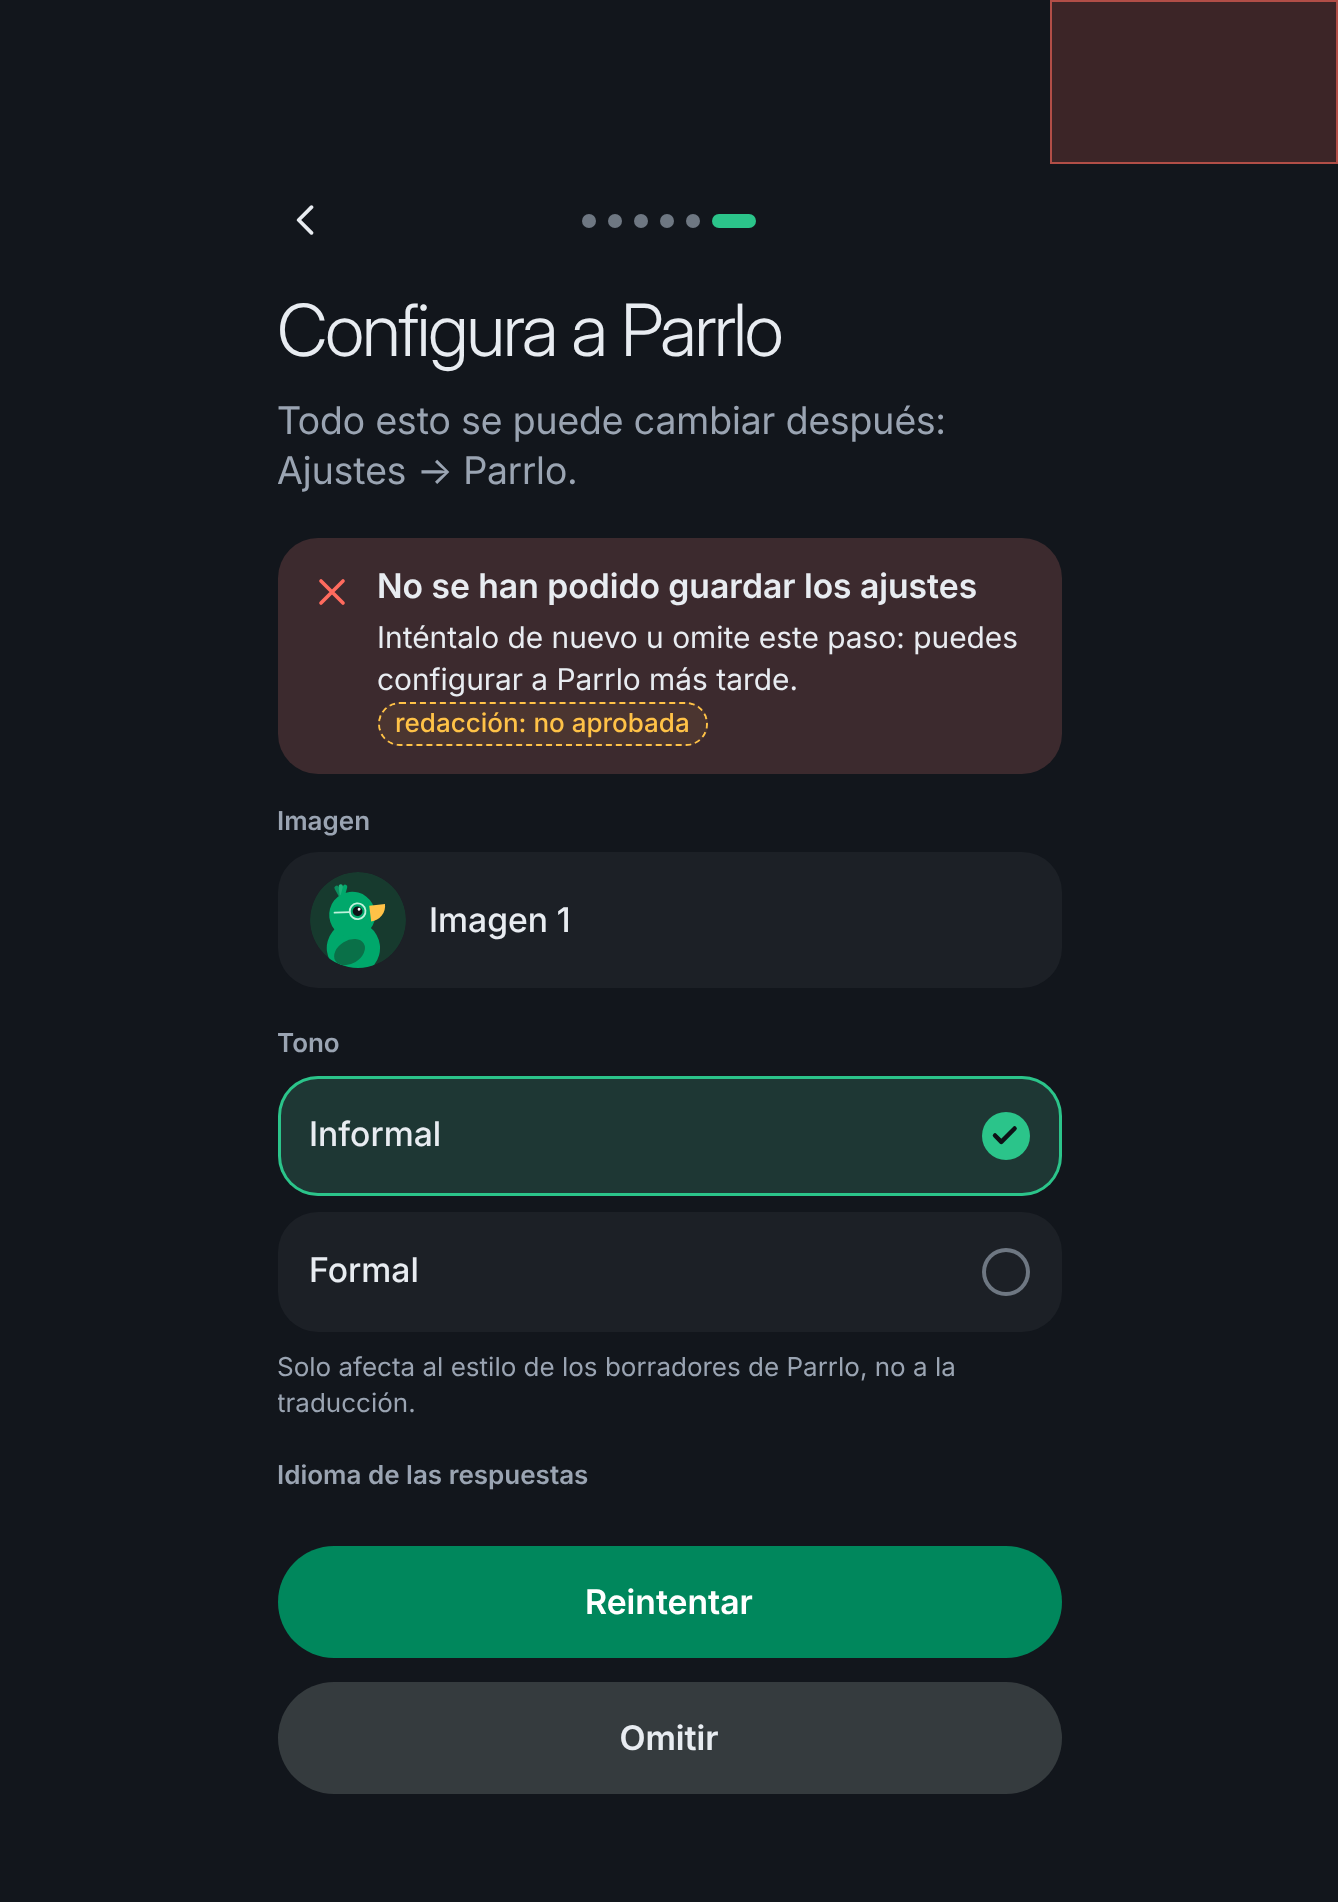 Configura a Parrlo
Todo esto se puede cambiar después:
Ajustes → Parrlo.
No se han podido guardar los ajustes
Inténtalo de nuevo u omite este paso: puedes
configurar a Parrlo más tarde.
redacción: no aprobada
Imagen
Imagen 1
Tono
Informal
Formal
Solo afecta al estilo de los borradores de Parrlo, no a la
traducción.
Idioma de las respuestas
Reintentar
Omitir